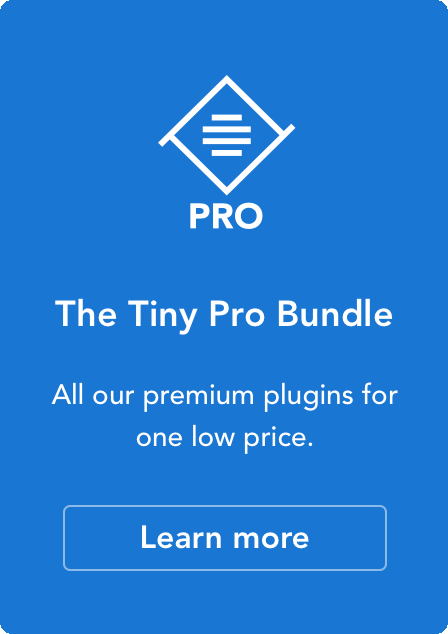 PRO
The Tiny Pro Bundle
All our premium plugins for
one low price.
Learn more